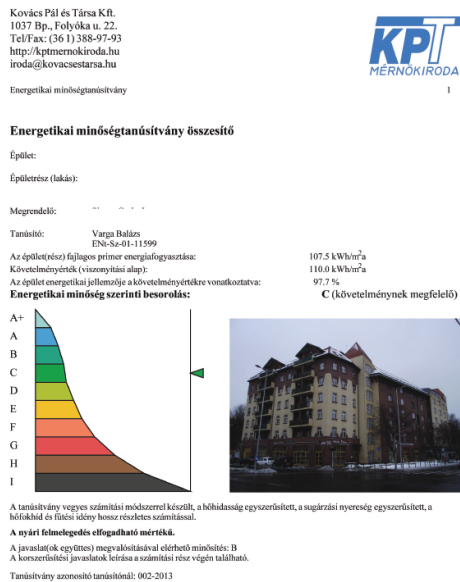 Kovács Pál és Társa Kft.
1037 Bp., Folyóka u. 22.
Tel/Fax: (36 1) 388-97-93
http://kptmernokiroda.hu
iroda@kovacsestarsa.hu
KPT
MÉRNÖKIRODA
Energetikai minőségtanúsítvány 1
Energetikai minőségtanúsítvány összesítő
Épület:
Épületrész (lakás):
Megrendelő:
Tanúsító: Varga Balázs
ENt-Sz-01-11599
Az épület(rész) fajlagos primer energiafogyasztása: 107.5 kWh/m²a
Követelményérték (viszonyítási alap): 110.0 kWh/m²a
Az épület energetikai jellemzője a követelményértékre vonatkoztatva: 97.7 %
Energetikai minőség szerinti besorolás: C (követelménynek megfelelő)
A+
A
B
C
D
E
F
G
H
I
A tanúsítvány vegyes számítási módszerrel készült, a hőhidasság egyszerűsített, a sugárzási nyereség egyszerűsített, a
hőfokhíd és fűtési idény hossz részletes számítással.
A nyári felmelegedés elfogadható mértékű.
A javaslat(ok együttes) megvalósításával elérhető minősítés: B
A korszerűsítési javaslatok leírása a számítási rész végén található.
Tanúsítvány azonosító tanúsítónál: 002-2013